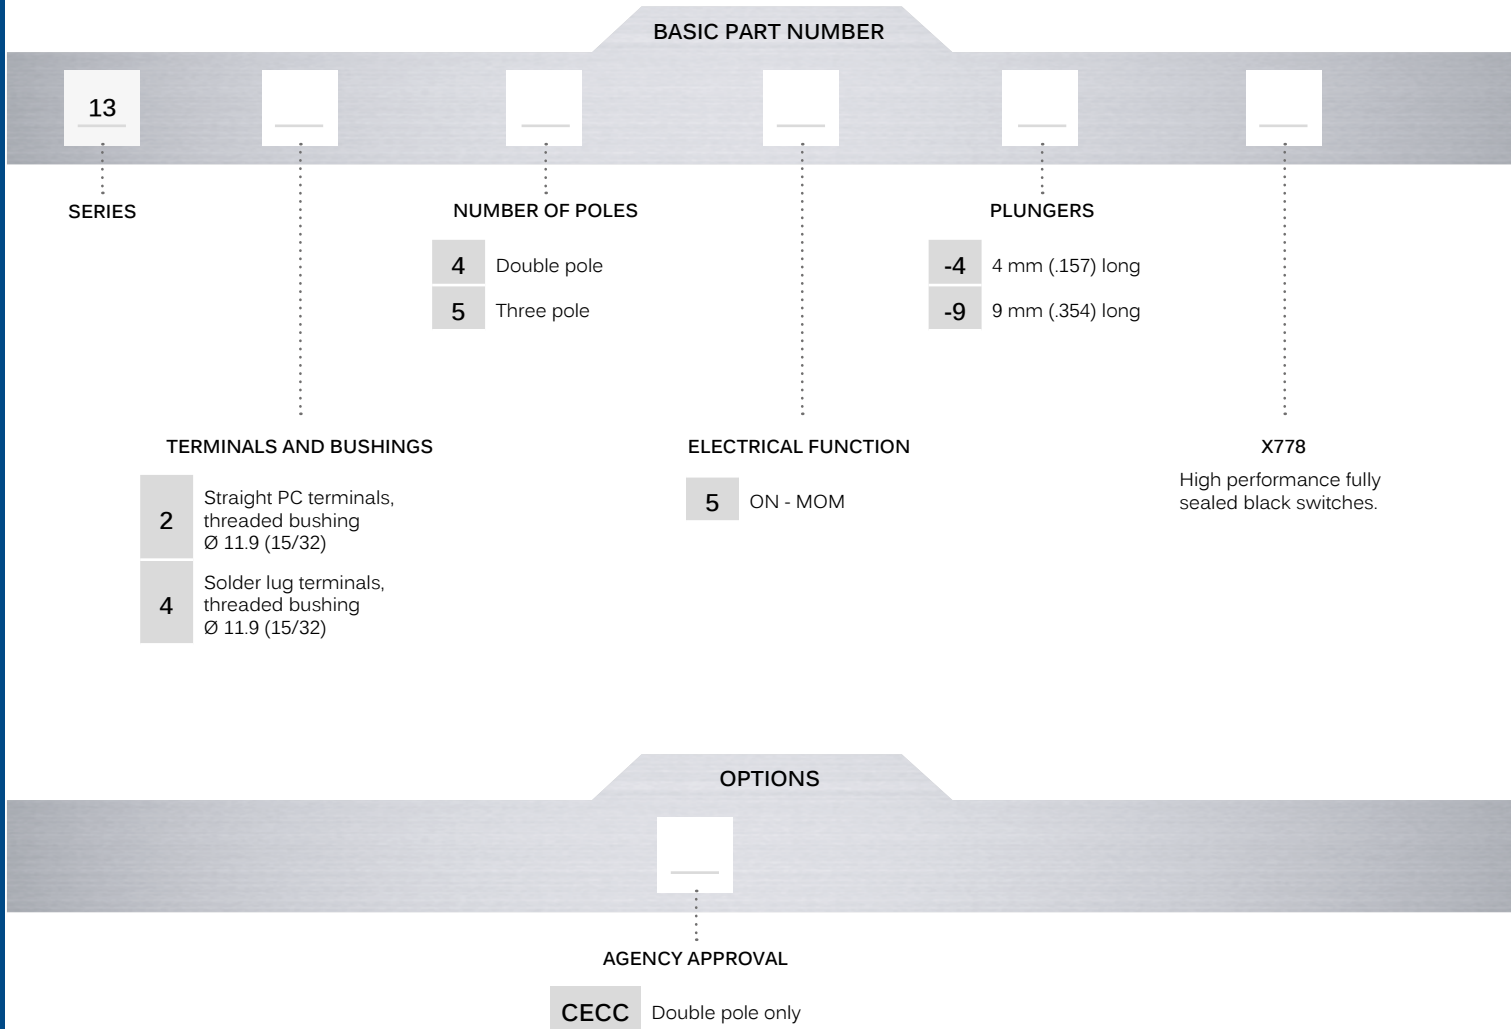 BASIC PART NUMBER
13
SERIES
NUMBER OF POLES
4 Double pole
5 Three pole
PLUNGERS
-4 4 mm (.157) long
-9 9 mm (.354) long
TERMINALS AND BUSHINGS
2 Straight PC terminals,
threaded bushing
Ø 11.9 (15/32)
4 Solder lug terminals,
threaded bushing
Ø 11.9 (15/32)
ELECTRICAL FUNCTION
5 ON - MOM
X778
High performance fully
sealed black switches.
OPTIONS
AGENCY APPROVAL
CECC Double pole only